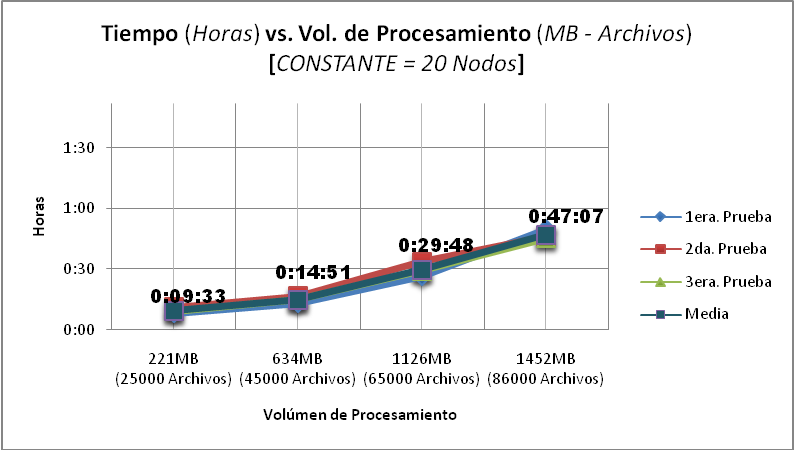 Tiempo (Horas) vs. Vol. de Procesamiento (MB - Archivos)
[CONSTANTE = 20 Nodos]
Horas
1:30
1:00
0:30
0:00
0:09:33
0:14:51
0:29:48
0:47:07
221MB
(25000 Archivos)
634MB
(45000 Archivos)
1126MB
(65000 Archivos)
1452MB
(86000 Archivos)
Volúmen de Procesamiento
1era. Prueba
2da. Prueba
3era. Prueba
Media